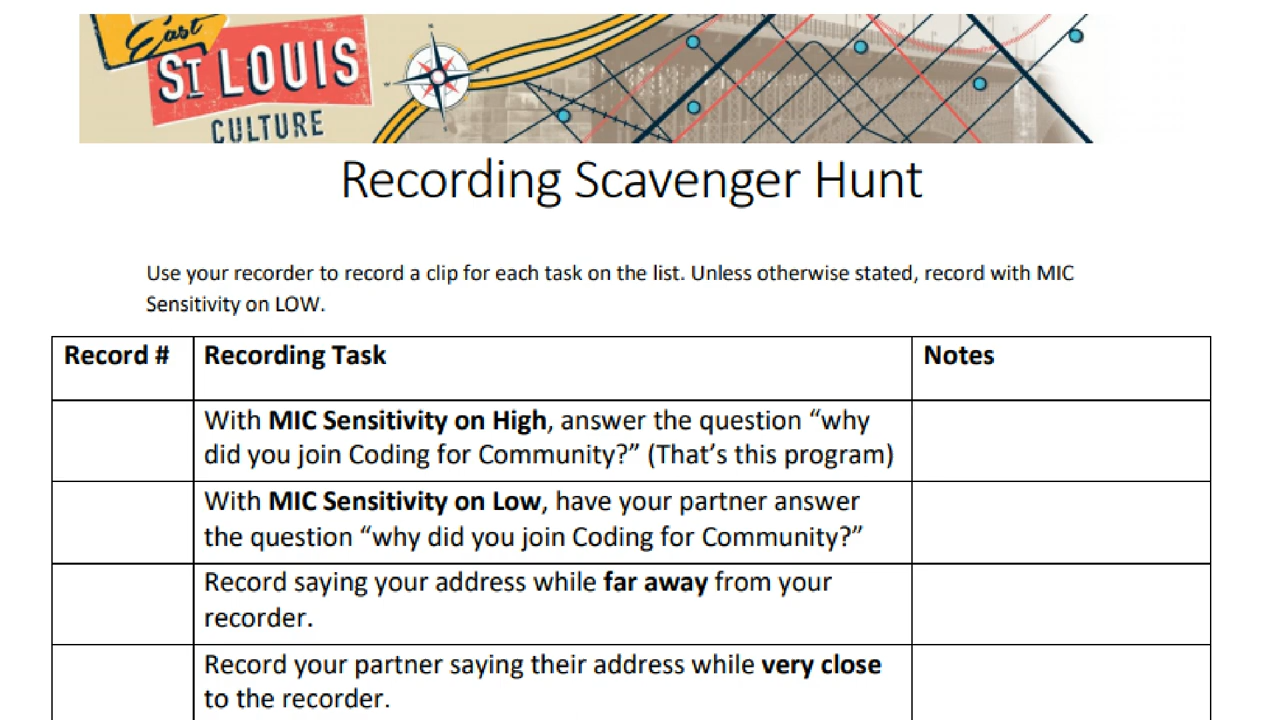 East
ST LOUIS
CULTURE
Recording Scavenger Hunt
Use your recorder to record a clip for each task on the list. Unless otherwise stated, record with MIC
Sensitivity on LOW.
Record #
Recording Task
Notes
With MIC Sensitivity on High, answer the question “why
did you join Coding for Community?” (That’s this program)
With MIC Sensitivity on Low, have your partner answer
the question “why did you join Coding for Community?”
Record saying your address while far away from your
recorder.
Record your partner saying their address while very close
to the recorder.